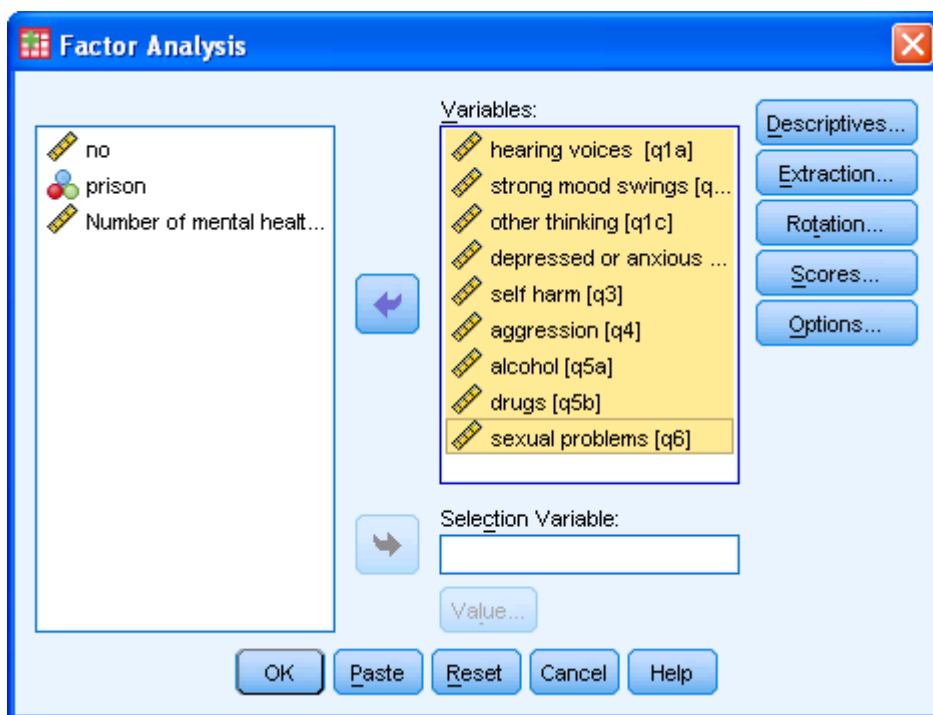 Factor Analysis
no
prison
Number of mental healt...
Variables:
hearing voices [q1a]
strong mood swings [q...
other thinking [q1c]
depressed or anxious ...
self harm [q3]
aggression [q4]
alcohol [q5a]
drugs [q5b]
sexual problems [q6]
Selection Variable:
Value...
Descriptives...
Extraction...
Rotation...
Scores...
Options...
OK Paste Reset Cancel Help